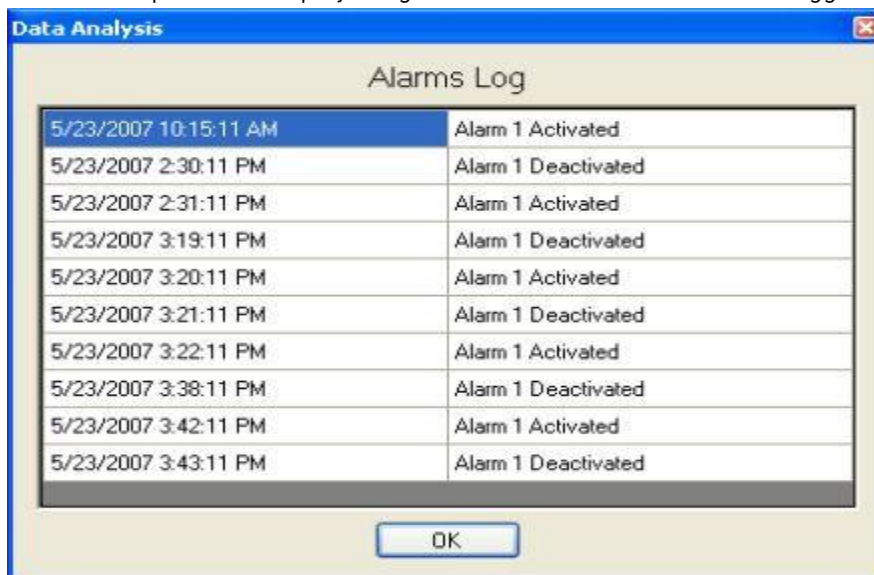 Data Analysis
Alarms Log
5/23/2007 10:15:11 AM Alarm 1 Activated
5/23/2007 2:30:11 PM Alarm 1 Deactivated
5/23/2007 2:31:11 PM Alarm 1 Activated
5/23/2007 3:19:11 PM Alarm 1 Deactivated
5/23/2007 3:20:11 PM Alarm 1 Activated
5/23/2007 3:21:11 PM Alarm 1 Deactivated
5/23/2007 3:22:11 PM Alarm 1 Activated
5/23/2007 3:38:11 PM Alarm 1 Deactivated
5/23/2007 3:42:11 PM Alarm 1 Activated
5/23/2007 3:43:11 PM Alarm 1 Deactivated
OK